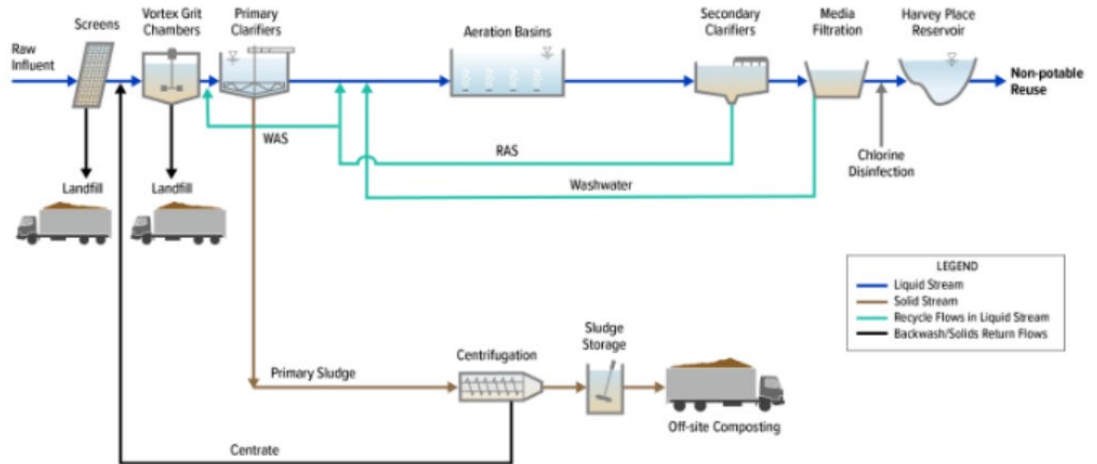 Screens
Vortex Grit
Chambers
Primary
Clarifiers
Aeration Basins
Secondary
Clarifiers
Media
Filtration
Harvey Place
Reservoir
Raw
Influent
Non-potable
Reuse
WAS
RAS
Washwater
Chlorine
Disinfection
Landfill
Landfill
LEGEND
Liquid Stream
Solid Stream
Recycle Flows in Liquid Stream
Backwash/Solids Return Flows
Primary Sludge
Centrifugation
Sludge
Storage
Off-site Composting
Centrate